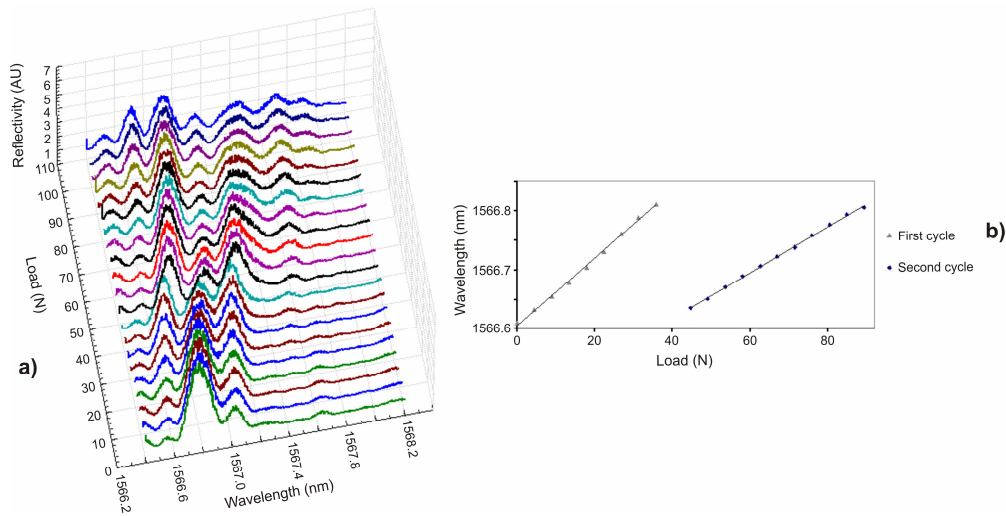 a)
Reflectivity (AU)
7
6
5
4
3
2
1
Load (N)
110
100
90
80
70
60
50
40
30
20
10
0
1566.2
1566.6
1567.0
1567.4
1567.8
1568.2
Wavelength (nm)
b)
Wavelength (nm)
1566.8
1566.7
1566.6
0 20 40 60 80
Load (N)
First cycle
Second cycle